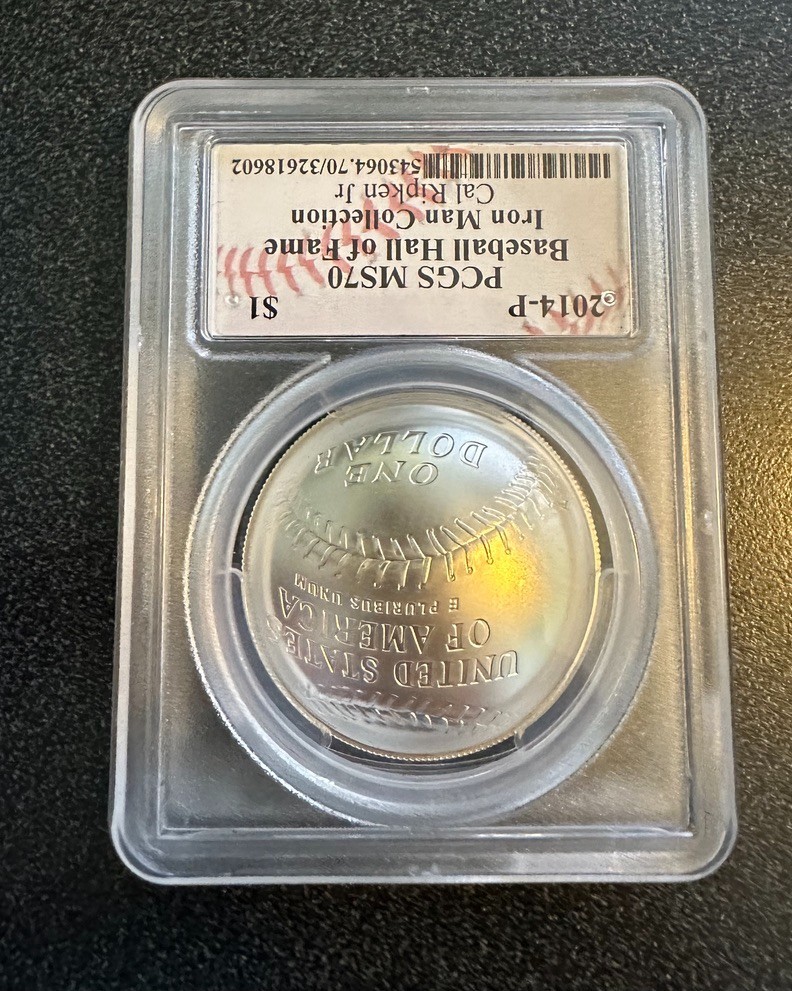 2014-P $1
PCGS MS70
Baseball Hall of Fame
Iron Man Collection
Cal Ripken Jr
543064.70/32618602
UNITED STATES
OF AMERICA
E PLURIBUS UNUM
ONE
DOLLAR